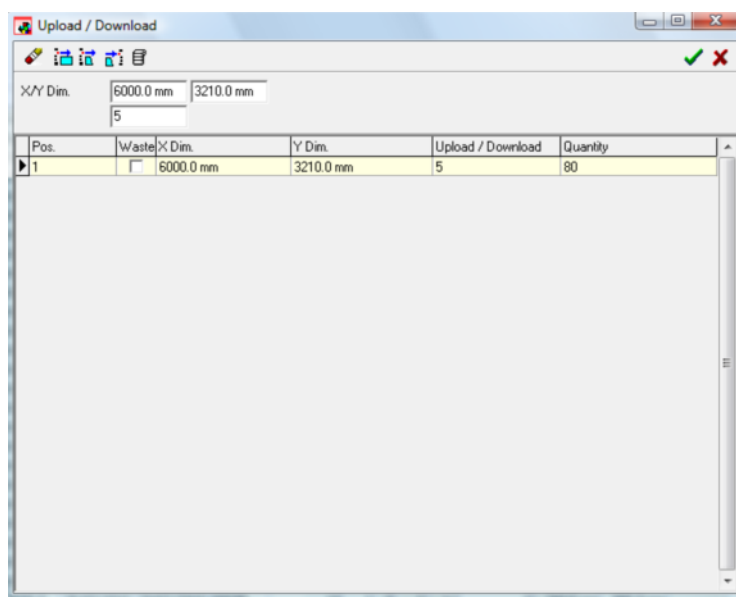 Upload / Download
X/Y Dim. 6000.0 mm 3210.0 mm
5
Pos. Waste X Dim. Y Dim. Upload / Download Quantity
1 6000.0 mm 3210.0 mm 5 80